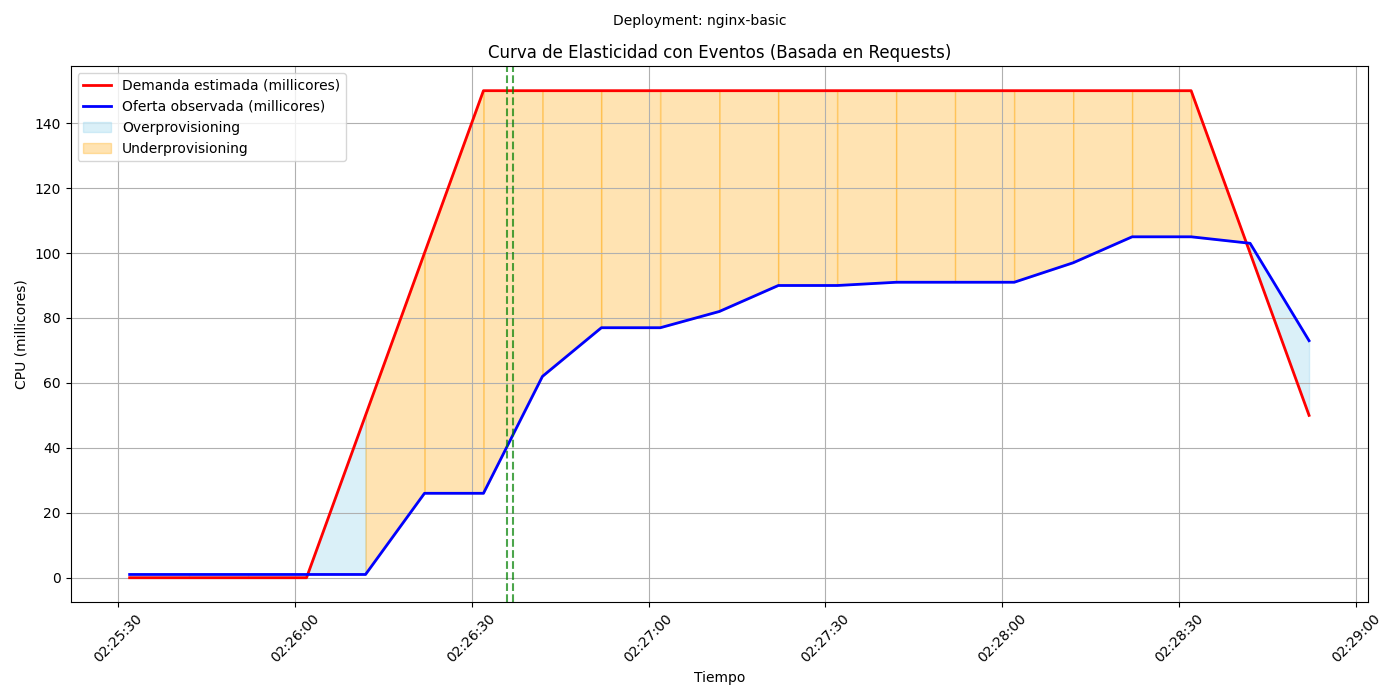 Deployment: nginx-basic
Curva de Elasticidad con Eventos (Basada en Requests)
Demanda estimada (millicores)
Oferta observada (millicores)
Overprovisioning
Underprovisioning
CPU (millicores)
140
120
100
80
60
40
20
0
02:25:30
02:26:00
02:26:30
02:27:00
02:27:30
02:28:00
02:28:30
02:29:00
Tiempo